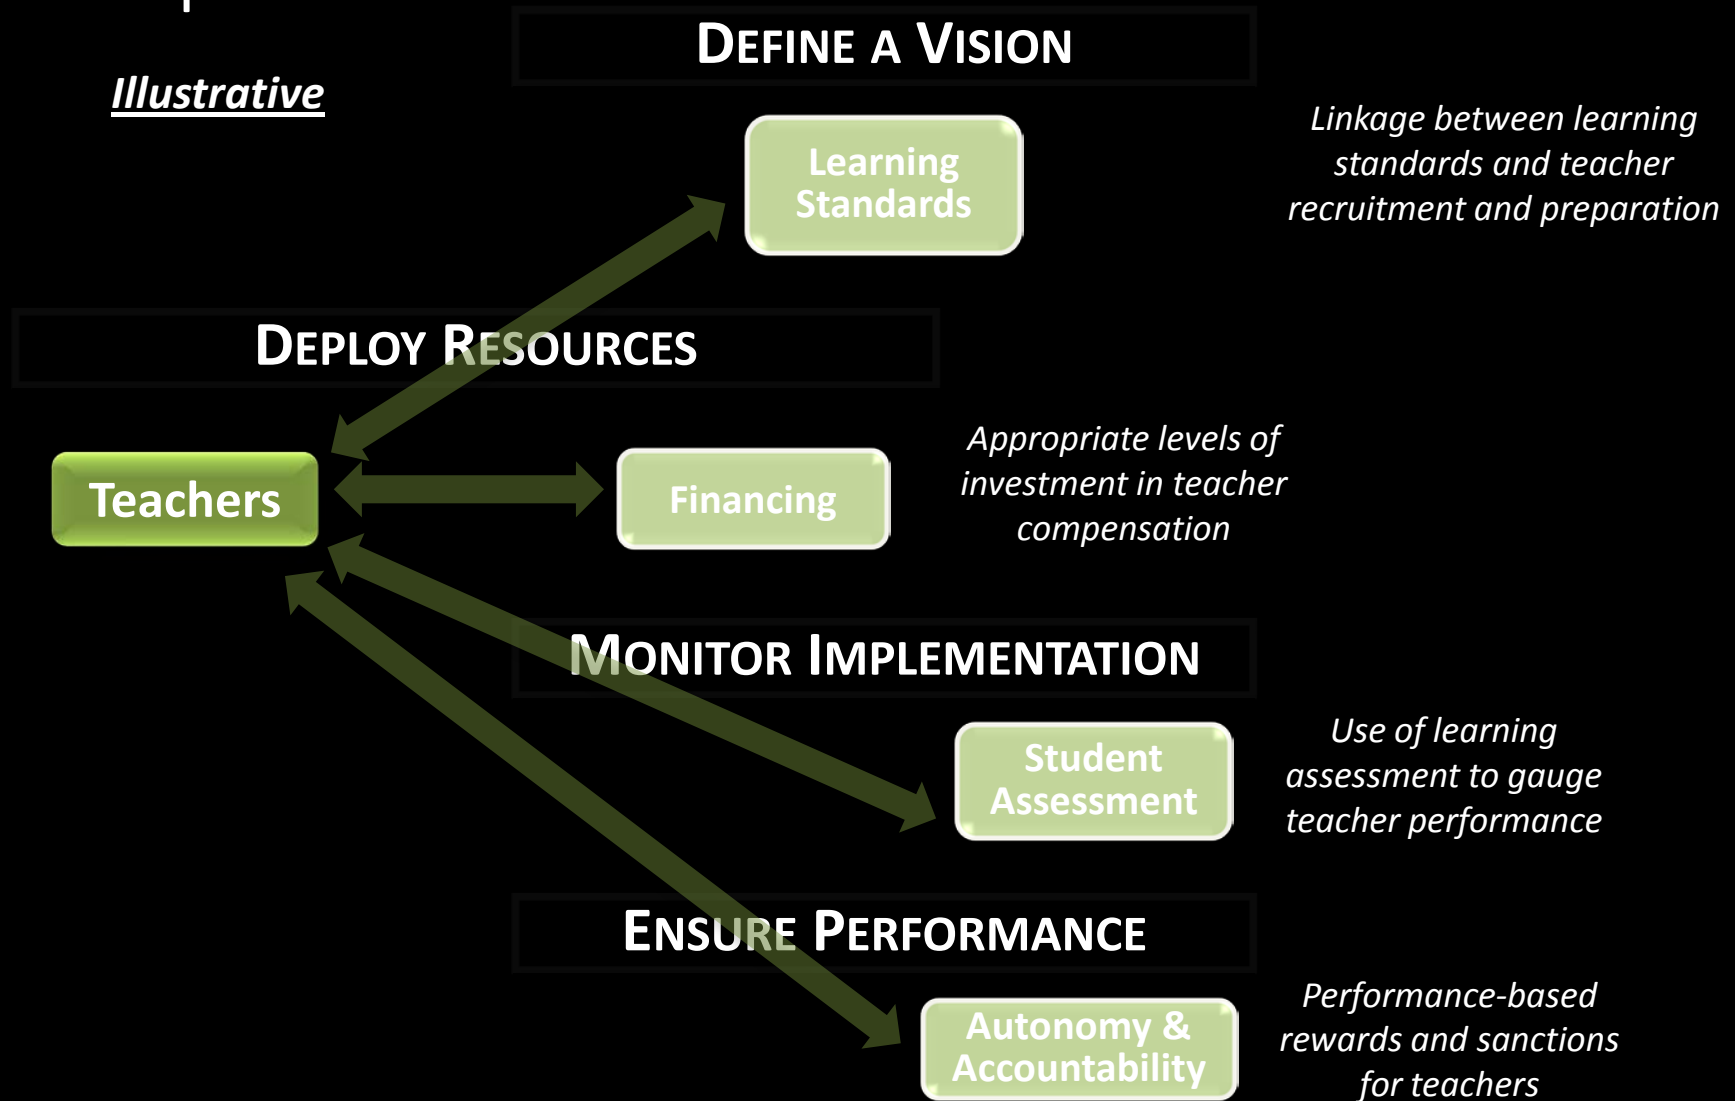 DEFINE A VISION
Illustrative
Learning
Standards
Linkage between learning
standards and teacher
recruitment and preparation
DEPLOY RESOURCES
Teachers
Financing
Appropriate levels of
investment in teacher
compensation
MONITOR IMPLEMENTATION
Student
Assessment
Use of learning
assessment to gauge
teacher performance
ENSURE PERFORMANCE
Autonomy &
Accountability
Performance-based
rewards and sanctions
for teachers